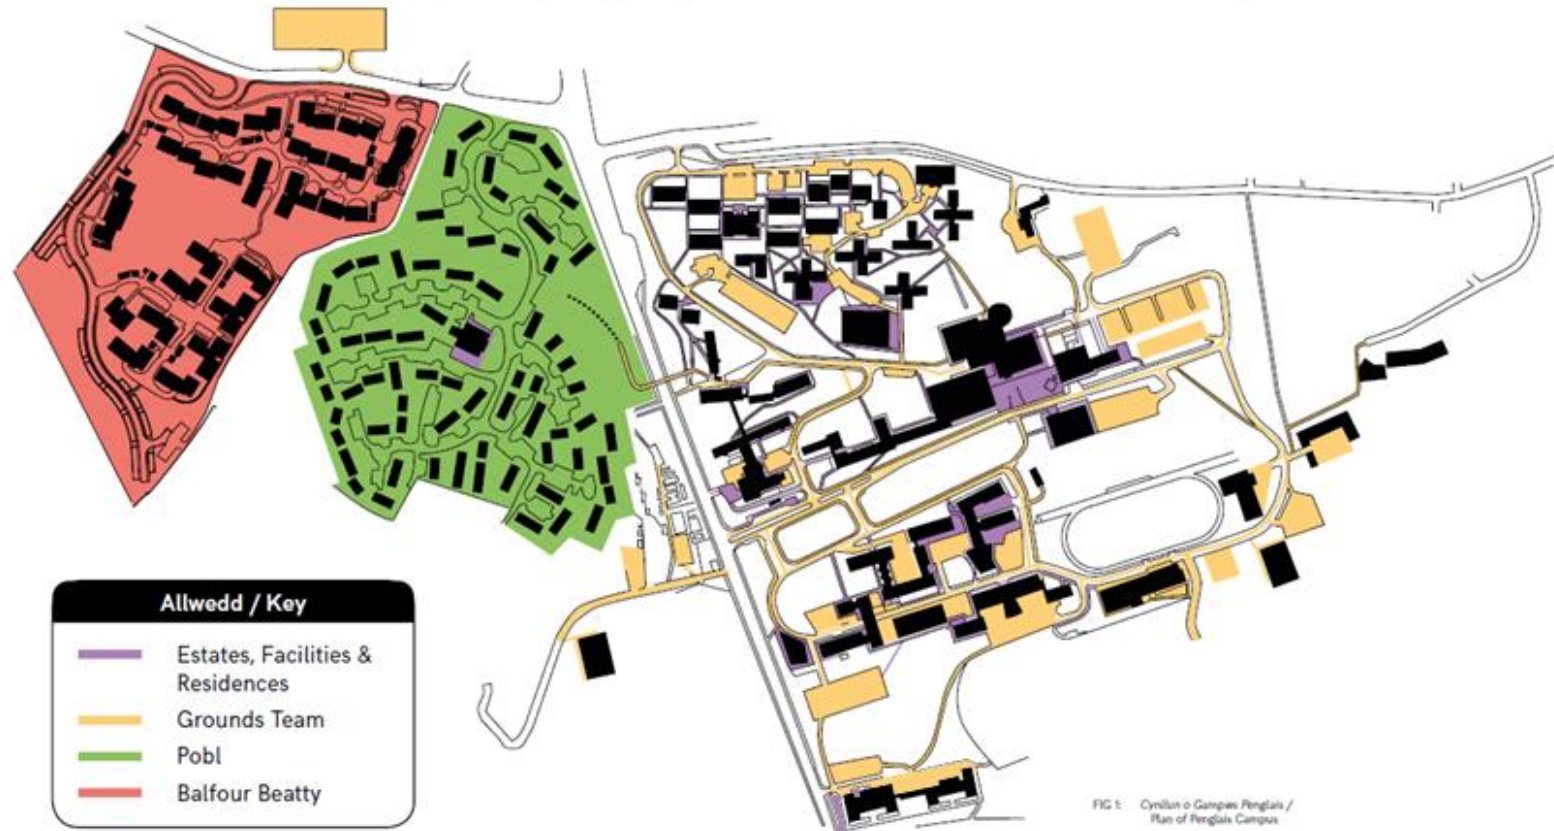 Allwedd / Key
Estates, Facilities &
Residences
Grounds Team
Pobl
Balfour Beatty
FIG 1: Cynllun o Gampws Penglais /
Plan of Penglais Campus